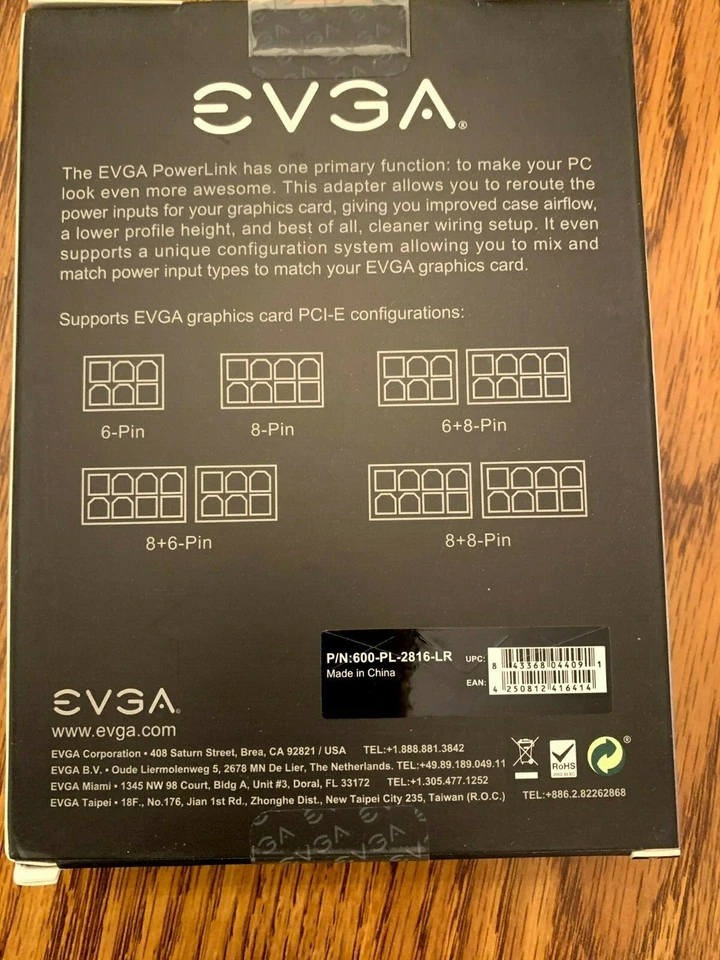 EVGA®
The EVGA PowerLink has one primary function: to make your PC
look even more awesome. This adapter allows you to reroute the
power inputs for your graphics card, giving you improved case airflow,
a lower profile height, and best of all, cleaner wiring setup. It even
supports a unique configuration system allowing you to mix and
match power input types to match your EVGA graphics card.
Supports EVGA graphics card PCI-E configurations:
6-Pin
8-Pin
6+8-Pin
8+6-Pin
8+8-Pin
P/N:600-PL-2816-LR
Made in China
UPC:
8 43368 04409 1
EAN:
4 250812 416414
EVGA®
www.evga.com
EVGA Corporation • 408 Saturn Street, Brea, CA 92821 / USA TEL:+1.888.881.3842
EVGA B.V. • Oude Liermolenweg 5, 2678 MN De Lier, The Netherlands. TEL:+49.89.189.049.11
EVGA Miami • 1345 NW 98 Court, Bldg A, Unit #3, Doral, FL 33172 TEL:+1.305.477.1252
EVGA Taipei • 18F., No.176, Jian 1st Rd., Zhonghe Dist., New Taipei City 235, Taiwan (R.O.C.) TEL:+886.2.82262868
RoHS
®